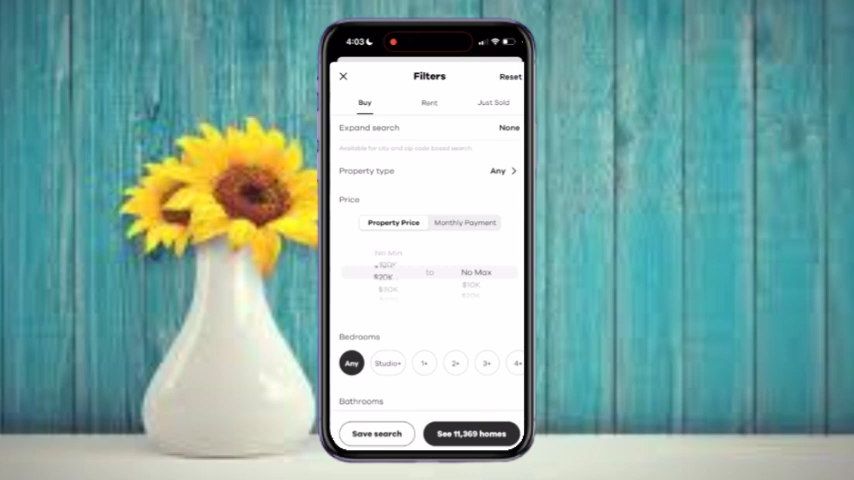 4:03
Filters Reset
Buy Rent Just Sold
Expand search None
Available for city and zip code based search
Property type Any
Price
Property Price Monthly Payment
No Min
$20K to No Max
$30K $10K
Bedrooms
Any Studio+ 1+ 2+ 3+ 4+
Bathrooms
Save search See 11,369 homes